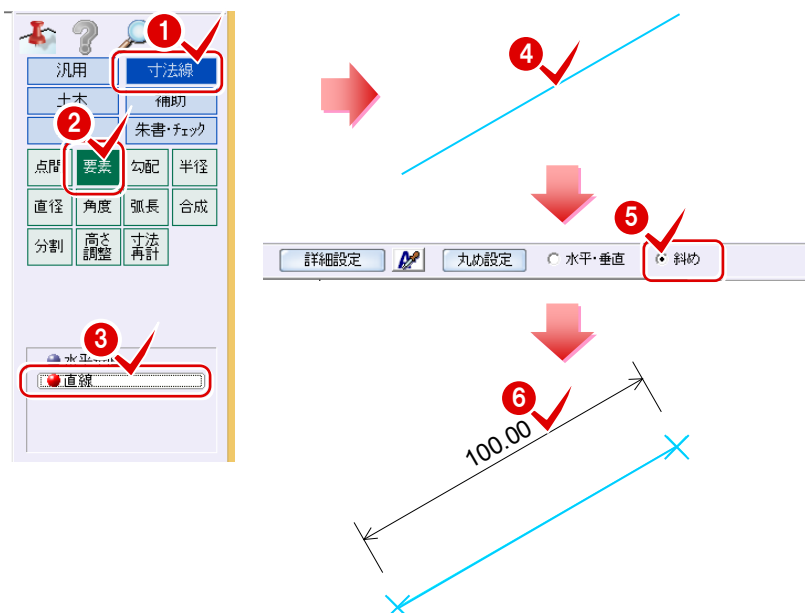 1
汎用 寸法線
土木 補助
2
朱書・チェック
点間 要素 勾配 半径
直径 角度 弧長 合成
分割 高さ調整 寸法再計
3
水平
直線
4
5
詳細設定 A 丸め設定 水平・垂直 斜め
6
100.00